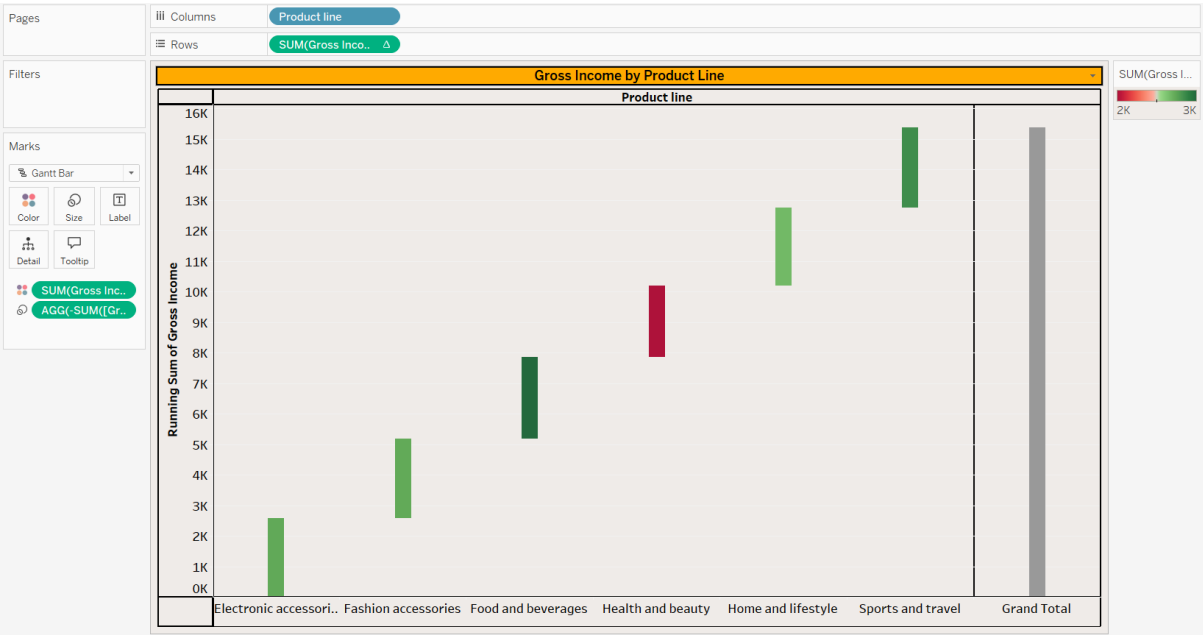 Pages
Columns
Product line
Rows
SUM(Gross Inco.. Δ
Filters
Marks
Gantt Bar
Color
Size
Label
Detail
Tooltip
SUM(Gross Inc..
AGG(-SUM([Gr..
Gross Income by Product Line
Product line
Running Sum of Gross Income
16K
15K
14K
13K
12K
11K
10K
9K
8K
7K
6K
5K
4K
3K
2K
1K
0K
Electronic accessori.. Fashion accessories Food and beverages Health and beauty Home and lifestyle Sports and travel Grand Total
SUM(Gross I...
2K 3K